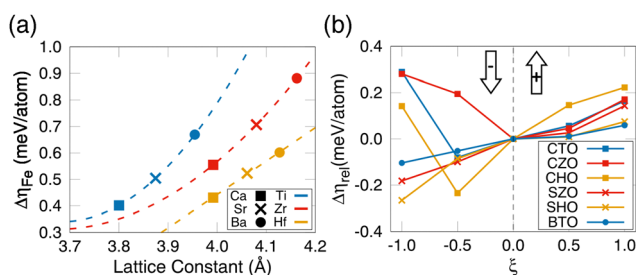 (a)
1.0
0.9
0.8
0.7
0.6
0.5
0.4
0.3
ΔηFe (meV/atom)
Ca Ti
Sr Zr
Ba Hf
3.7 3.8 3.9 4.0 4.1 4.2
Lattice Constant (Å)
(b)
0.4
0.2
0.0
-0.2
-0.4
Δηrel(meV/atom)
- +
CTO
CZO
CHO
SZO
SHO
BTO
-1.0 -0.5 0.0 0.5 1.0
ξ